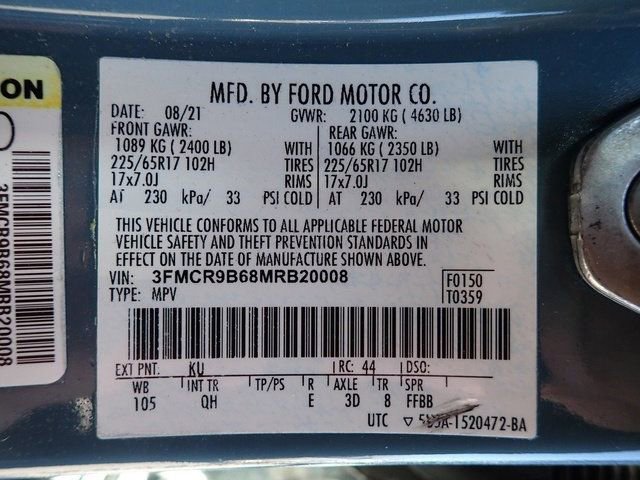 ON
3FMCR9B68MRB20008
MFD. BY FORD MOTOR CO.
DATE: 08/21 GVWR: 2100 KG ( 4630 LB)
FRONT GAWR: REAR GAWR:
1089 KG ( 2400 LB) WITH 1066 KG ( 2350 LB) WITH
225/65R17 102H TIRES 225/65R17 102H TIRES
17x7.0J RIMS 17x7.0J RIMS
AT 230 kPa/ 33 PSI COLD AT 230 kPa/ 33 PSI COLD
THIS VEHICLE CONFORMS TO ALL APPLICABLE FEDERAL MOTOR
VEHICLE SAFETY AND THEFT PREVENTION STANDARDS IN
EFFECT ON THE DATE OF MANUFACTURE SHOWN ABOVE.
VIN: 3FMCR9B68MRB20008 F0150
TYPE: MPV T0359
EXT PNT. KU RC: 44 DSO:
WB INT TR TP/PS R AXLE TR SPR
105 QH E 3D 8 FFBB
UTC ▽ -1520472-BA